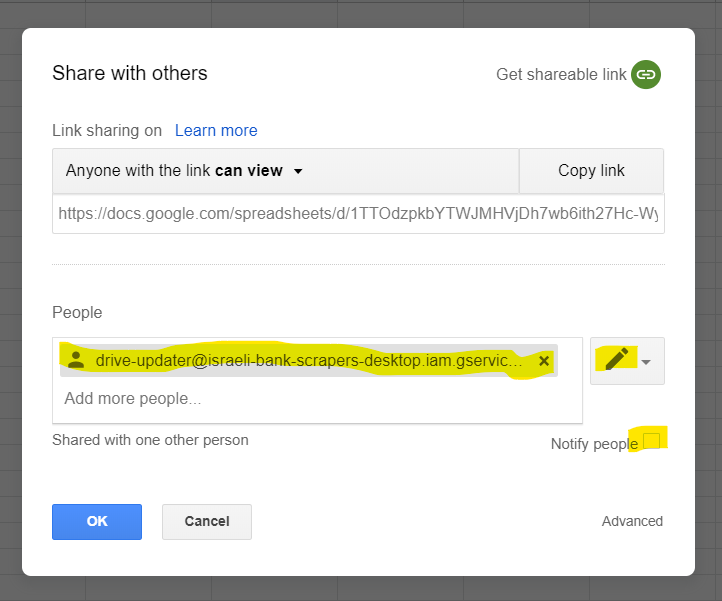 Share with others
Get shareable link
Link sharing on Learn more
Anyone with the link can view
Copy link
https://docs.google.com/spreadsheets/d/1TTOdzpkbYTWJMHVjDh7wb6ith27Hc-Wy
People
drive-updater@israeli-bank-scrapers-desktop.iam.gservic...
Add more people...
Shared with one other person
Notify people
OK
Cancel
Advanced